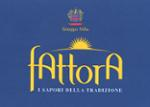 Gruppo Villa
fattorA
I SAPORI DELLA TRADIZIONE